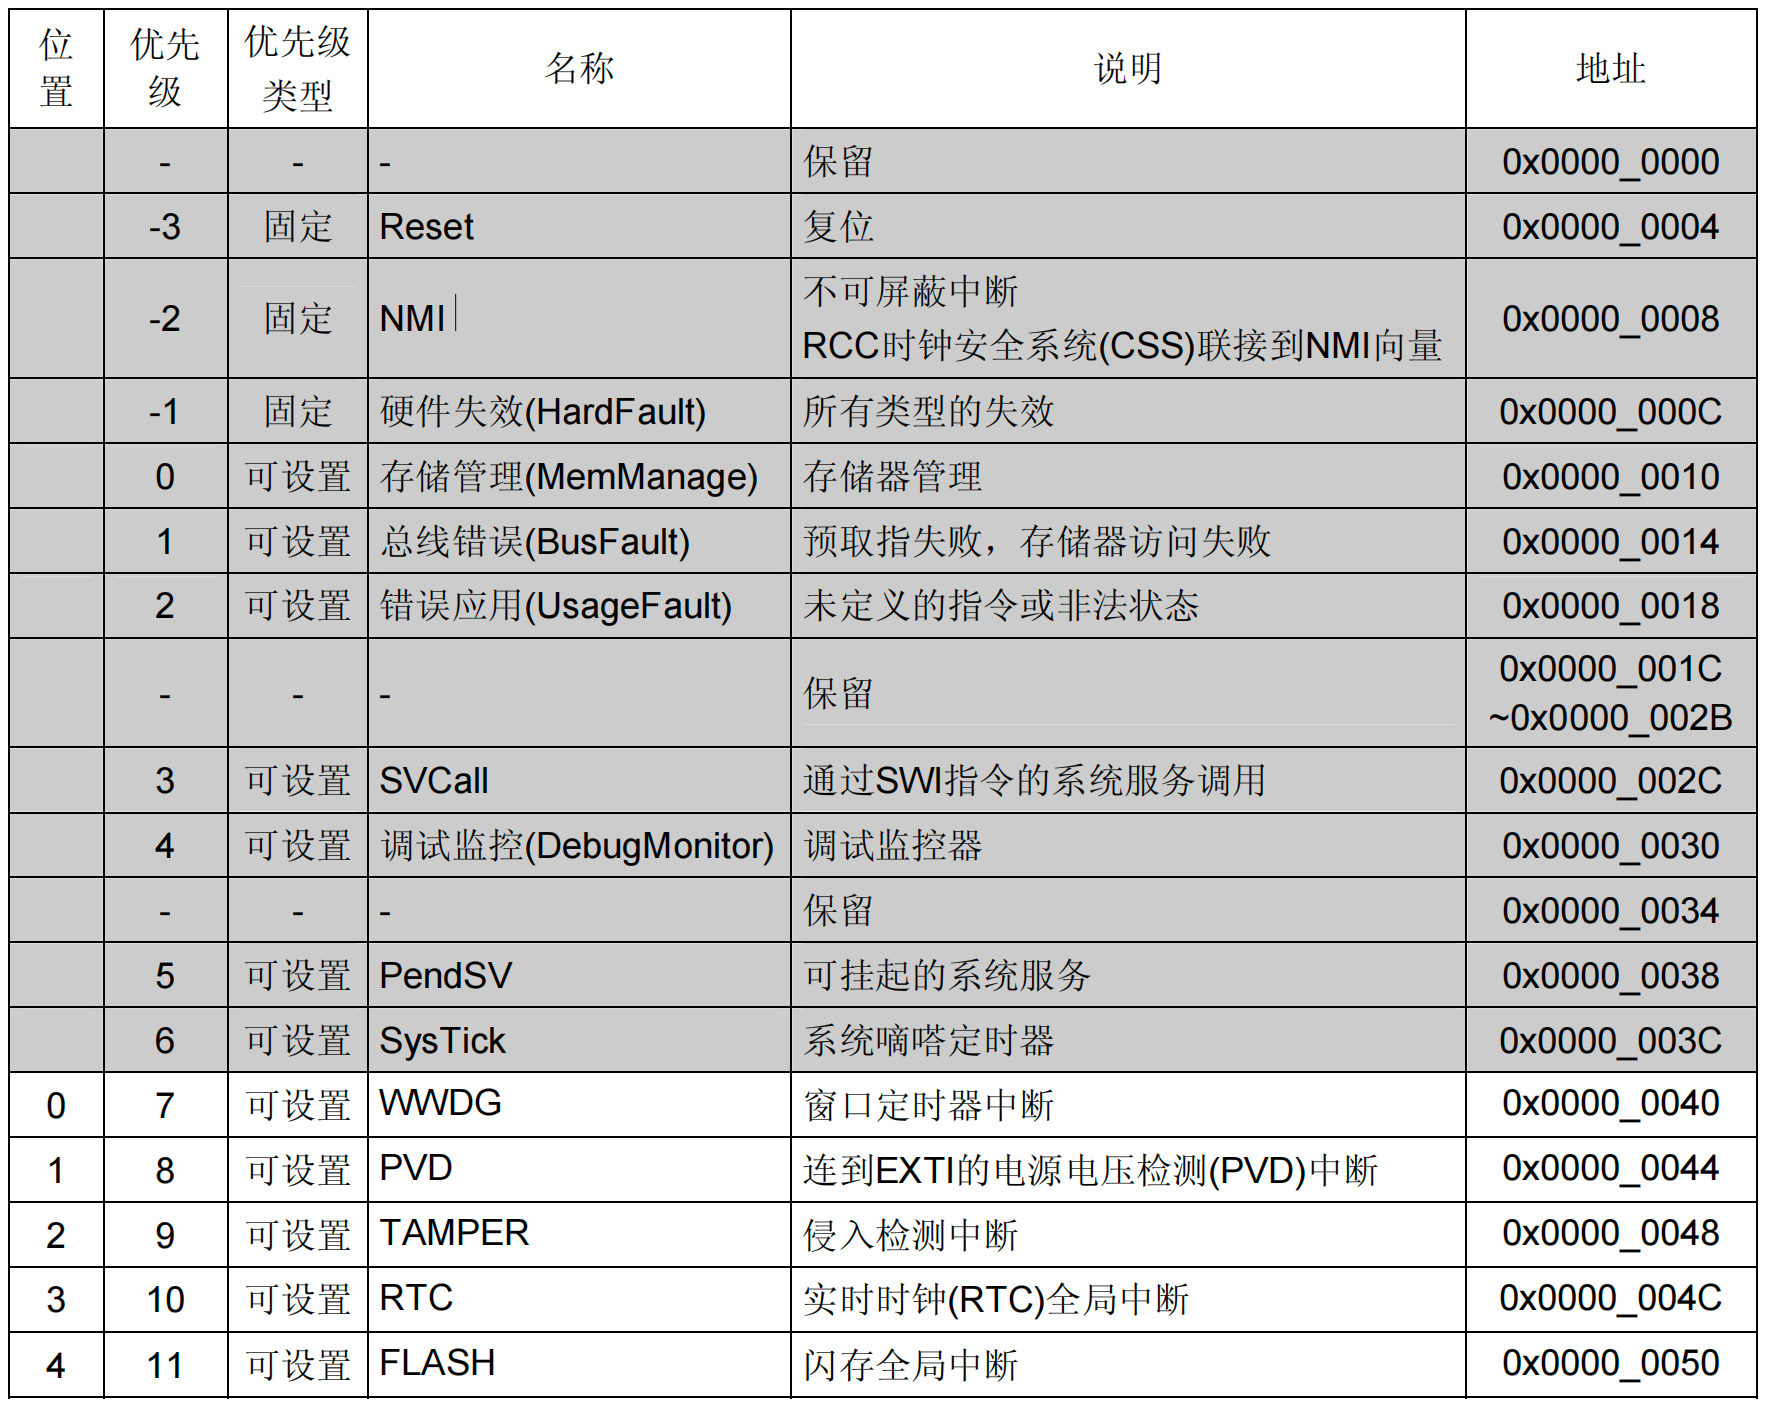 位置 优先级 优先级类型 名称 说明 地址
- - - 保留 0x0000_0000
-3 固定 Reset 复位 0x0000_0004
-2 固定 NMI 不可屏蔽中断 RCC时钟安全系统(CSS)联接到NMI向量 0x0000_0008
-1 固定 硬件失效(HardFault) 所有类型的失效 0x0000_000C
0 可设置 存储管理(MemManage) 存储器管理 0x0000_0010
1 可设置 总线错误(BusFault) 预取指失败，存储器访问失败 0x0000_0014
2 可设置 错误应用(UsageFault) 未定义的指令或非法状态 0x0000_0018
- - - 保留 0x0000_001C ~0x0000_002B
3 可设置 SVCall 通过SWI指令的系统服务调用 0x0000_002C
4 可设置 调试监控(DebugMonitor) 调试监控器 0x0000_0030
- - - 保留 0x0000_0034
5 可设置 PendSV 可挂起的系统服务 0x0000_0038
6 可设置 SysTick 系统嘀嗒定时器 0x0000_003C
0 7 可设置 WWDG 窗口定时器中断 0x0000_0040
1 8 可设置 PVD 连到EXTI的电源电压检测(PVD)中断 0x0000_0044
2 9 可设置 TAMPER 侵入检测中断 0x0000_0048
3 10 可设置 RTC 实时时钟(RTC)全局中断 0x0000_004C
4 11 可设置 FLASH 闪存全局中断 0x0000_0050